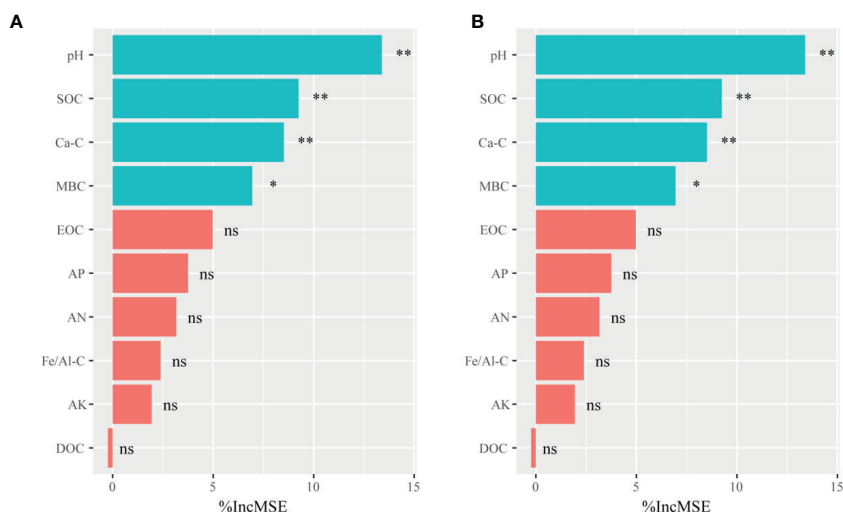 A
pH
**
SOC
**
Ca-C
**
MBC
*
EOC
ns
AP
ns
AN
ns
Fe/Al-C
ns
AK
ns
DOC
ns
0
5
10
15
%IncMSE
B
pH
**
SOC
**
Ca-C
**
MBC
*
EOC
ns
AP
ns
AN
ns
Fe/Al-C
ns
AK
ns
DOC
ns
0
5
10
15
%IncMSE